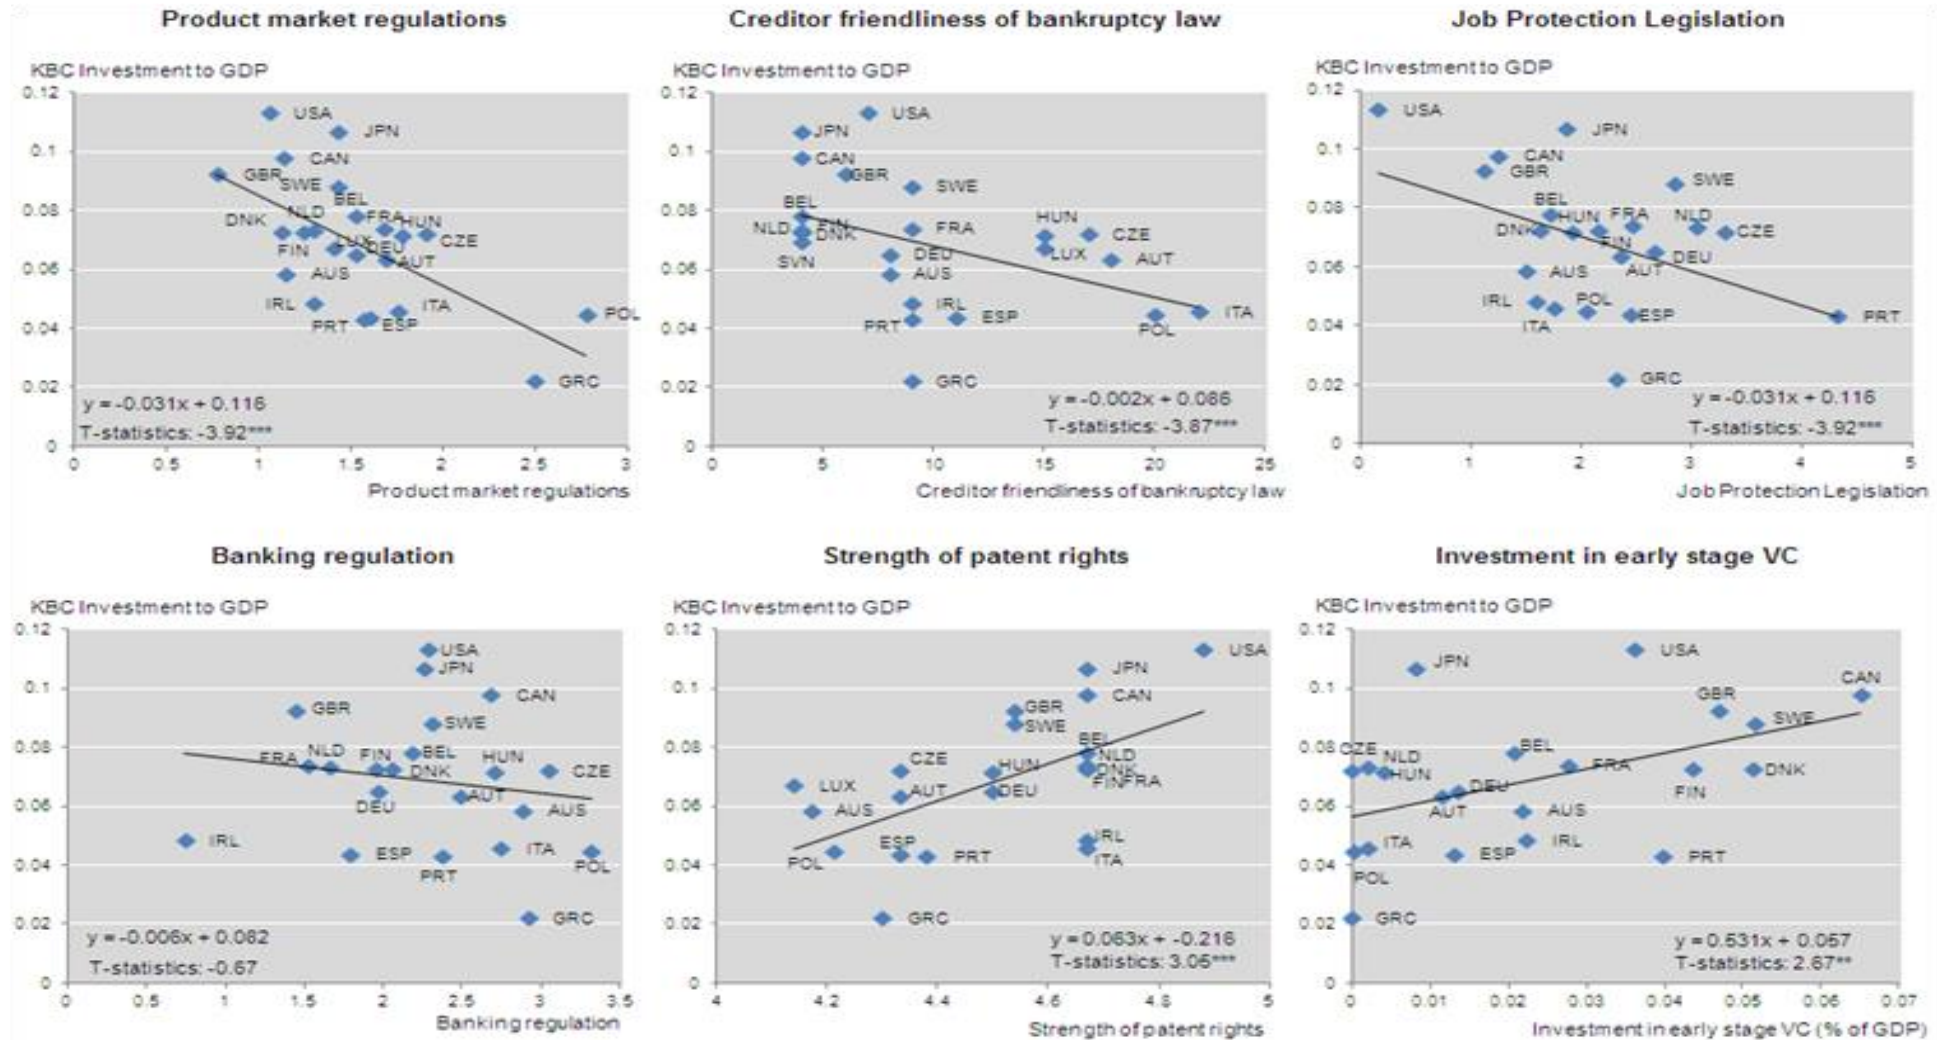 Product market regulations
KBC Investment to GDP
0.12
0.1
0.08
0.06
0.04
0.02
0
USA
JPN
CAN
GBR
SWE
BEL
NLD
FRA
HUN
DNK
CZE
LUX
DEU
FIN
AUT
AUS
IRL
ITA
PRT
ESP
POL
GRC
y = -0.031x + 0.116
T-statistics: -3.92***
0 0.5 1 1.5 2 2.5 3
Product market regulations
Creditor friendliness of bankruptcy law
KBC Investment to GDP
0.12
0.1
0.08
0.06
0.04
0.02
0
USA
JPN
CAN
GBR
SWE
BEL
HUN
FIN
NLD
DNK
FRA
CZE
SVN
DEU
LUX
AUT
AUS
IRL
ITA
PRT
ESP
POL
GRC
y = -0.002x + 0.086
T-statistics: -3.87***
0 5 10 15 20 25
Creditor friendliness of bankruptcy law
Job Protection Legislation
KBC Investment to GDP
0.12
0.1
0.08
0.06
0.04
0.02
0
USA
JPN
CAN
GBR
SWE
BEL
HUN
FRA
NLD
DNK
CZE
FIN
DEU
AUS
AUT
IRL
POL
ITA
ESP
PRT
GRC
y = -0.031x + 0.116
T-statistics: -3.92***
0 1 2 3 4 5
Job Protection Legislation
Banking regulation
KBC Investment to GDP
0.12
0.1
0.08
0.06
0.04
0.02
0
USA
JPN
CAN
GBR
SWE
FRA
NLD
FIN
BEL
HUN
DNK
CZE
DEU
AUT
AUS
IRL
ESP
ITA
PRT
POL
GRC
y = -0.006x + 0.082
T-statistics: -0.67
0 0.5 1 1.5 2 2.5 3 3.5
Banking regulation
Strength of patent rights
KBC Investment to GDP
0.12
0.1
0.08
0.06
0.04
0.02
0
USA
JPN
CAN
GBR
SWE
BEL
CZE
HUN
NLD
DNK
LUX
AUT
DEU
FIN
FRA
AUS
ESP
IRL
POL
PRT
ITA
GRC
y = 0.063x + -0.216
T-statistics: 3.05***
4 4.2 4.4 4.6 4.8 5
Strength of patent rights
Investment in early stage VC
KBC Investment to GDP
0.12
0.1
0.08
0.06
0.04
0.02
0
JPN
USA
CAN
GBR
SWE
CZE
NLD
BEL
HUN
FRA
DNK
DEU
FIN
AUT
AUS
ITA
ESP
IRL
PRT
POL
GRC
y = 0.531x + 0.057
T-statistics: 2.67**
0 0.01 0.02 0.03 0.04 0.05 0.06 0.07
Investment in early stage VC (% of GDP)